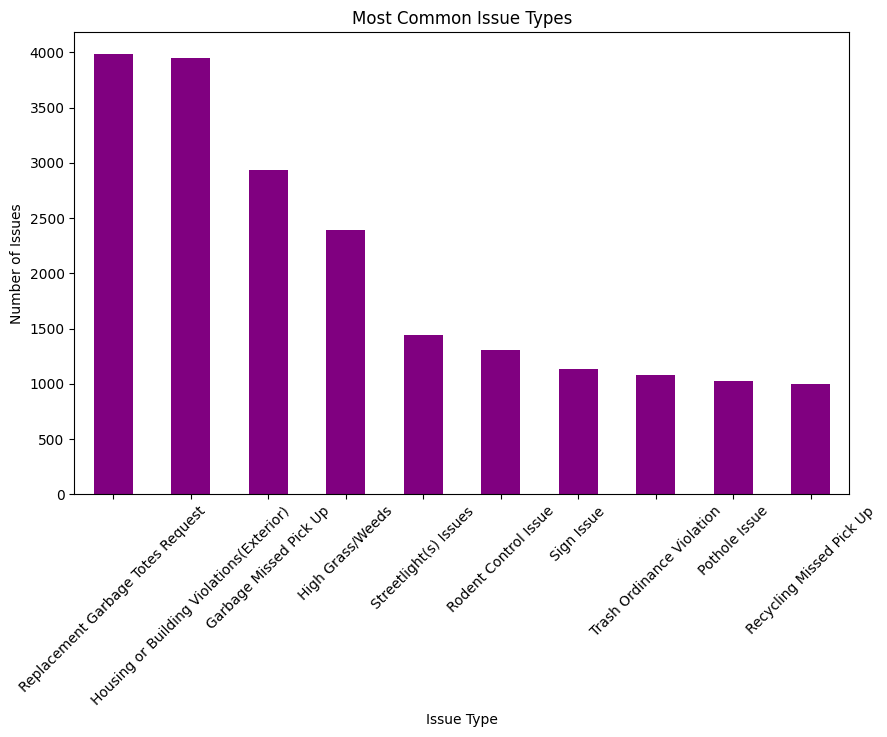 Most Common Issue Types
Number of Issues
4000
3500
3000
2500
2000
1500
1000
500
0
Replacement Garbage Totes Request
Housing or Building Violations(Exterior)
Garbage Missed Pick Up
High Grass/Weeds
Streetlight(s) Issues
Rodent Control Issue
Sign Issue
Trash Ordinance Violation
Pothole Issue
Recycling Missed Pick Up
Issue Type